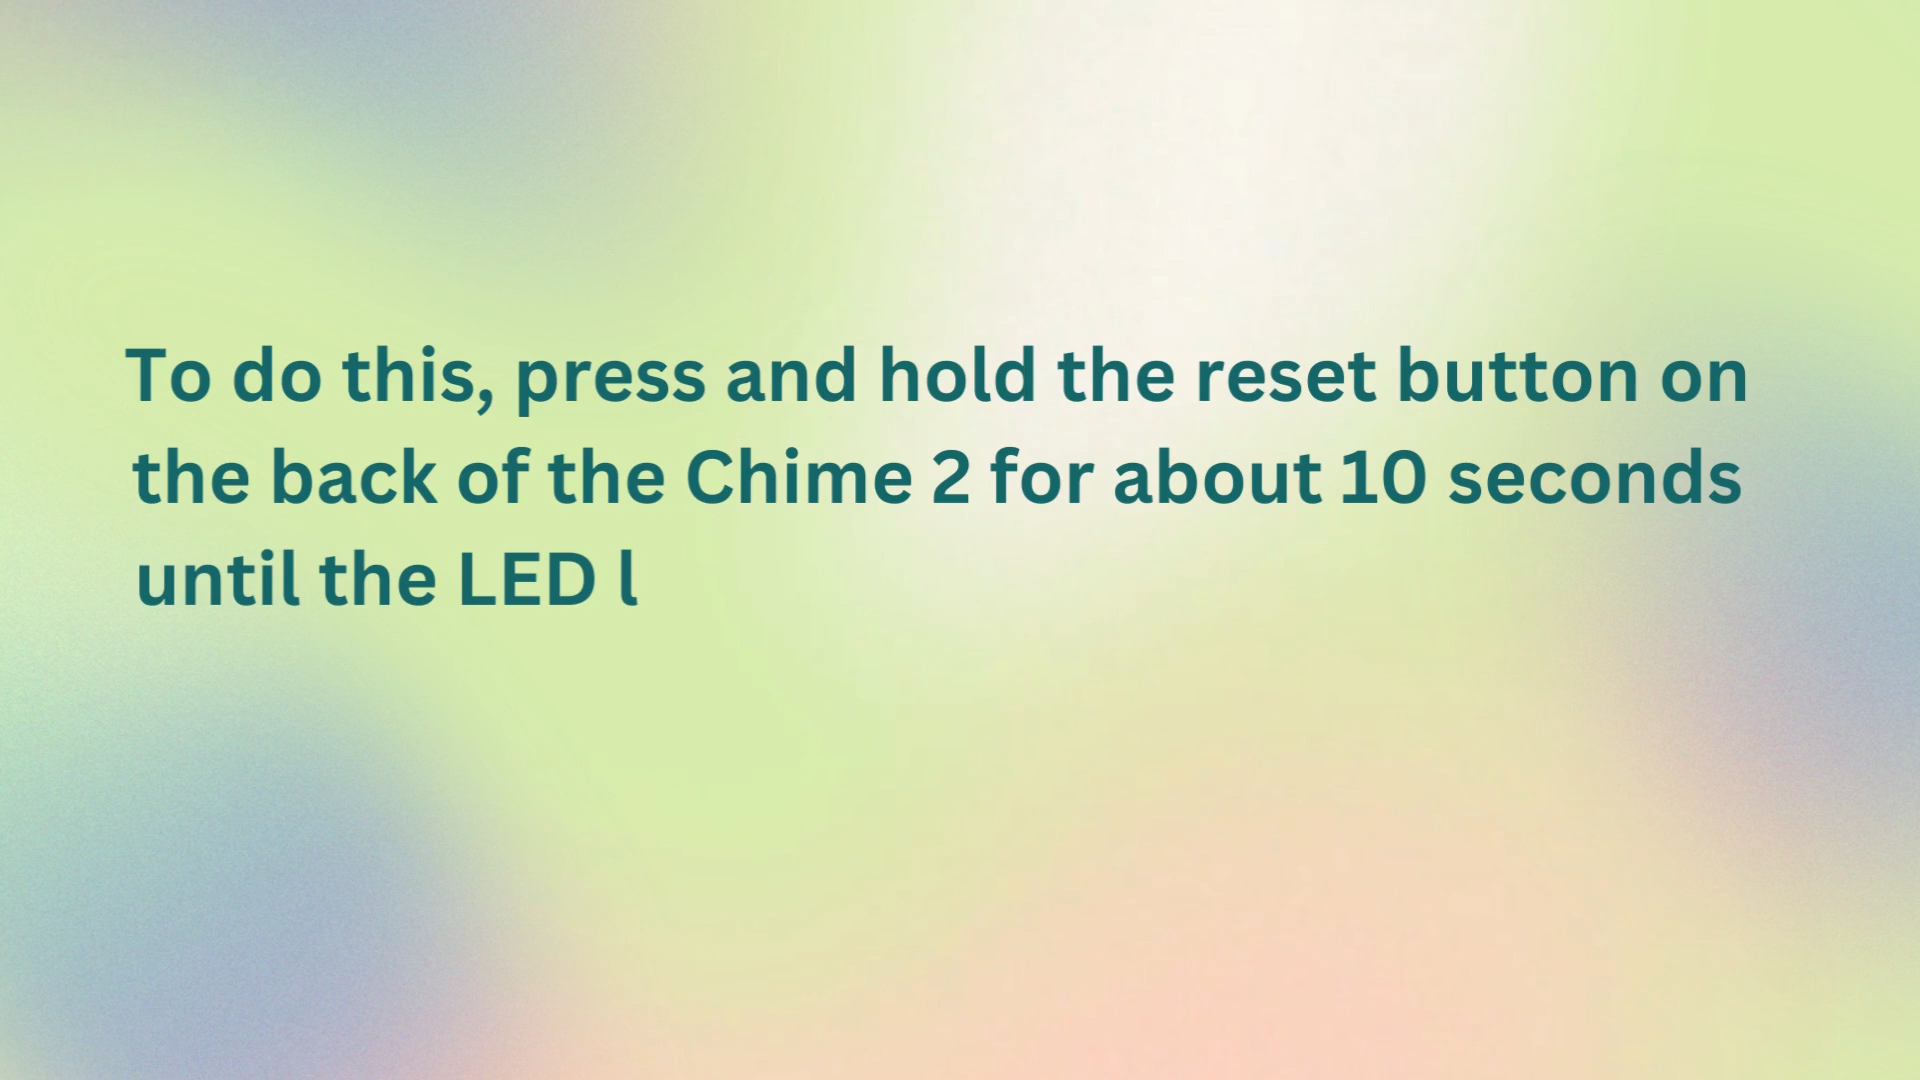 To do this, press and hold the reset button on
the back of the Chime 2 for about 10 seconds
until the LED l